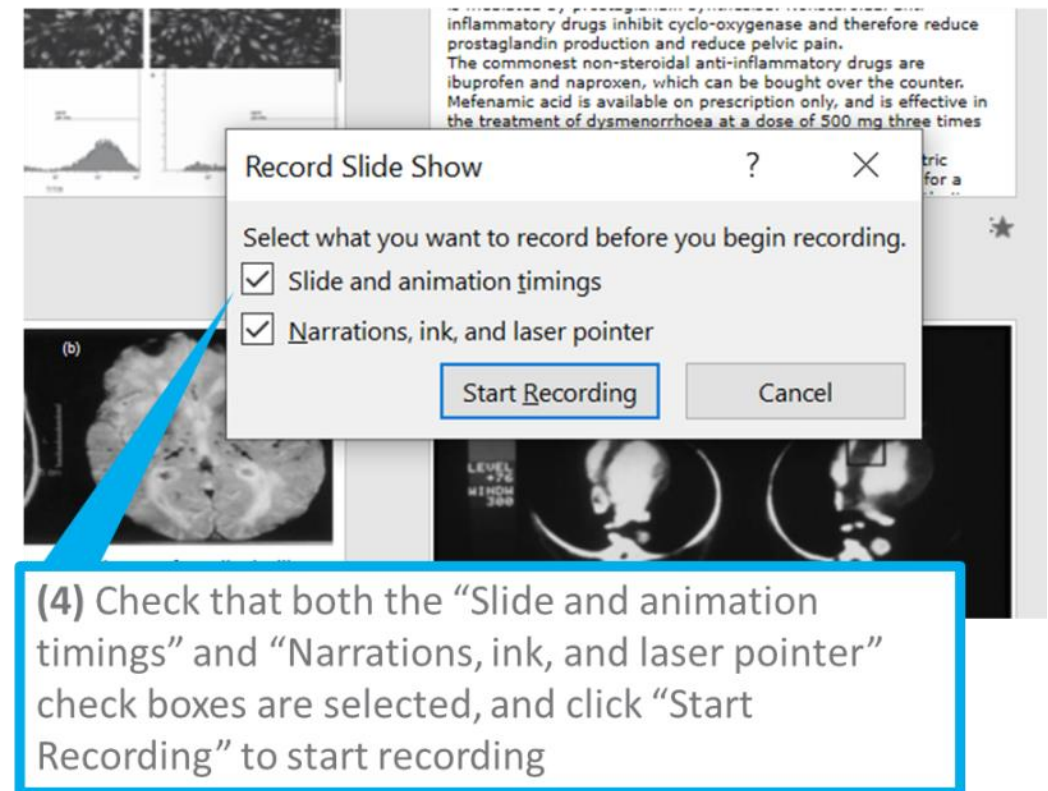 inflammatory drugs inhibit cyclo-oxygenase and therefore reduce
prostaglandin production and reduce pelvic pain.
The commonest non-steroidal anti-inflammatory drugs are
ibuprofen and naproxen, which can be bought over the counter.
Mefenamic acid is available on prescription only, and is effective in
the treatment of dysmenorrhoea at a dose of 500 mg three times
tric
for a
Record Slide Show ? ×
Select what you want to record before you begin recording.
Slide and animation timings
Narrations, ink, and laser pointer
Start Recording Cancel
(b)
LEVEL
+76
WINDW
300
(4) Check that both the “Slide and animation
timings” and “Narrations, ink, and laser pointer”
check boxes are selected, and click “Start
Recording” to start recording